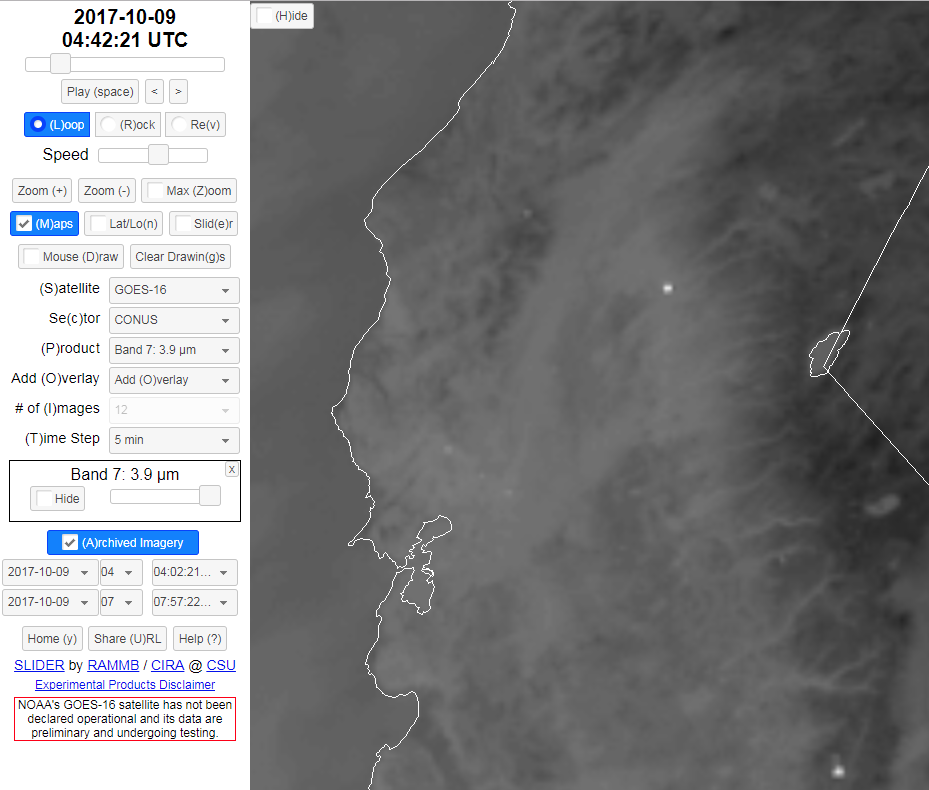 2017-10-09
04:42:21 UTC
(H)ide
Play (space) < >
(L)oop (R)ock Re(v)
Speed
Zoom (+) Zoom (-) Max (Z)oom
(M)aps Lat/Lo(n) Slid(e)r
Mouse (D)raw Clear Drawin(g)s
(S)atellite GOES-16
Se(c)tor CONUS
(P)roduct Band 7: 3.9 µm
Add (O)verlay Add (O)verlay
# of (I)mages 12
(T)ime Step 5 min
Band 7: 3.9 µm X
Hide
(A)rchived Imagery
2017-10-09 04 04:02:21...
2017-10-09 07 07:57:22...
Home (y) Share (U)RL Help (?)
SLIDER by RAMMB / CIRA @ CSU
Experimental Products Disclaimer
NOAA's GOES-16 satellite has not been
declared operational and its data are
preliminary and undergoing testing.